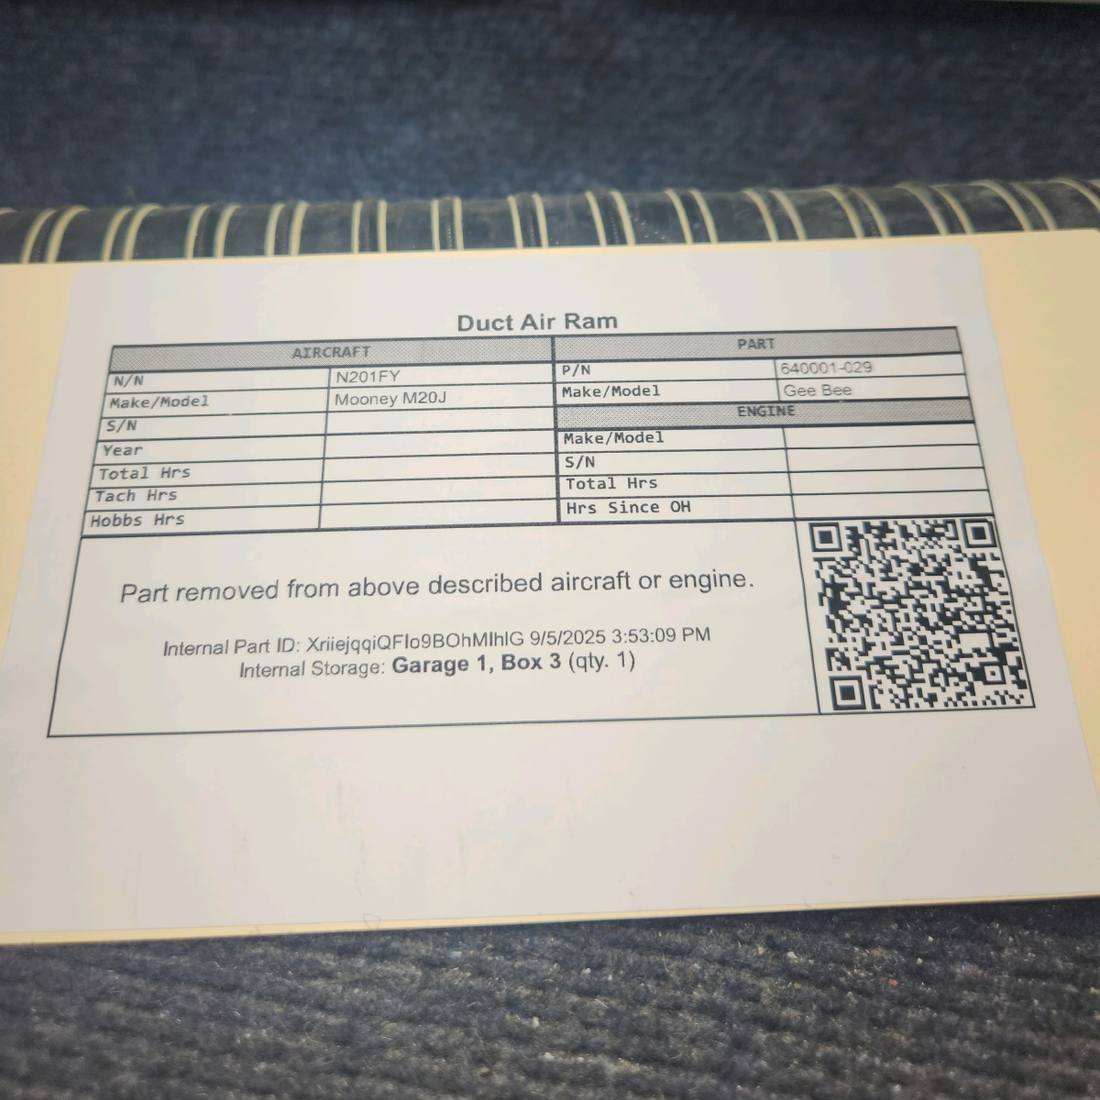 Duct Air Ram
AIRCRAFT
N/N N201FY
Make/Model Mooney M20J
S/N
Year
Total Hrs
Tach Hrs
Hobbs Hrs
PART
P/N 640001-029
Make/Model Gee Bee
ENGINE
Make/Model
S/N
Total Hrs
Hrs Since OH
Part removed from above described aircraft or engine.
Internal Part ID: XriiejqqiQFIo9BOhMIhIG 9/5/2025 3:53:09 PM
Internal Storage: Garage 1, Box 3 (qty. 1)